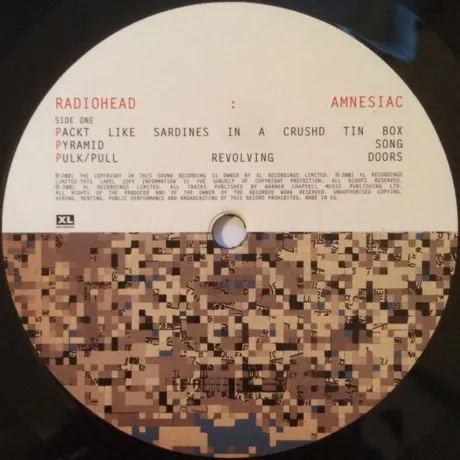 RADIOHEAD : AMNESIAC
SIDE ONE
PACKT LIKE SARDINES IN A CRUSHD TIN BOX
PYRAMID SONG
PULK/PULL REVOLVING DOORS
℗2001 THE COPYRIGHT IN THIS SOUND RECORDING IS OWNED BY XL RECORDINGS LIMITED. ©2001 XL RECORDINGS
LIMITED.THIS LABEL COPY INFORMATION IS THE SUBJECT OF COPYRIGHT PROTECTION. ALL RIGHTS RESERVED.
©2001 XL RECORDINGS LIMITED. ALL TRACKS PUBLISHED BY WARNER CHAPPELL MUSIC PUBLISHING LTD.
ALL RIGHTS OF THE PRODUCER AND OF THE OWNER OF THE RECORDED WORK RESERVED. UNAUTHORISED COPYING,
HIRING, RENTING, PUBLIC PERFORMANCE AND BROADCASTING OF THIS RECORD PROHIBITED. MADE IN EU.
XL
RECORDINGS